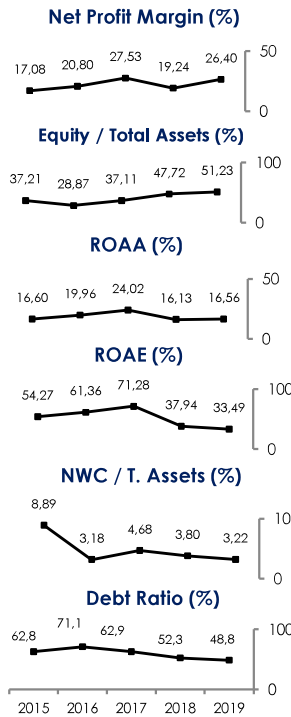 Net Profit Margin (%)
17,08 20,80 27,53 19,24 26,40 50
0
Equity / Total Assets (%)
37,21 28,87 37,11 47,72 51,23 100
0
ROAA (%)
16,60 19,96 24,02 16,13 16,56 50
0
ROAE (%)
54,27 61,36 71,28 37,94 33,49 100
0
NWC / T. Assets (%)
8,89 3,18 4,68 3,80 3,22 10
0
Debt Ratio (%)
62,8 71,1 62,9 52,3 48,8 100
0
2015 2016 2017 2018 2019